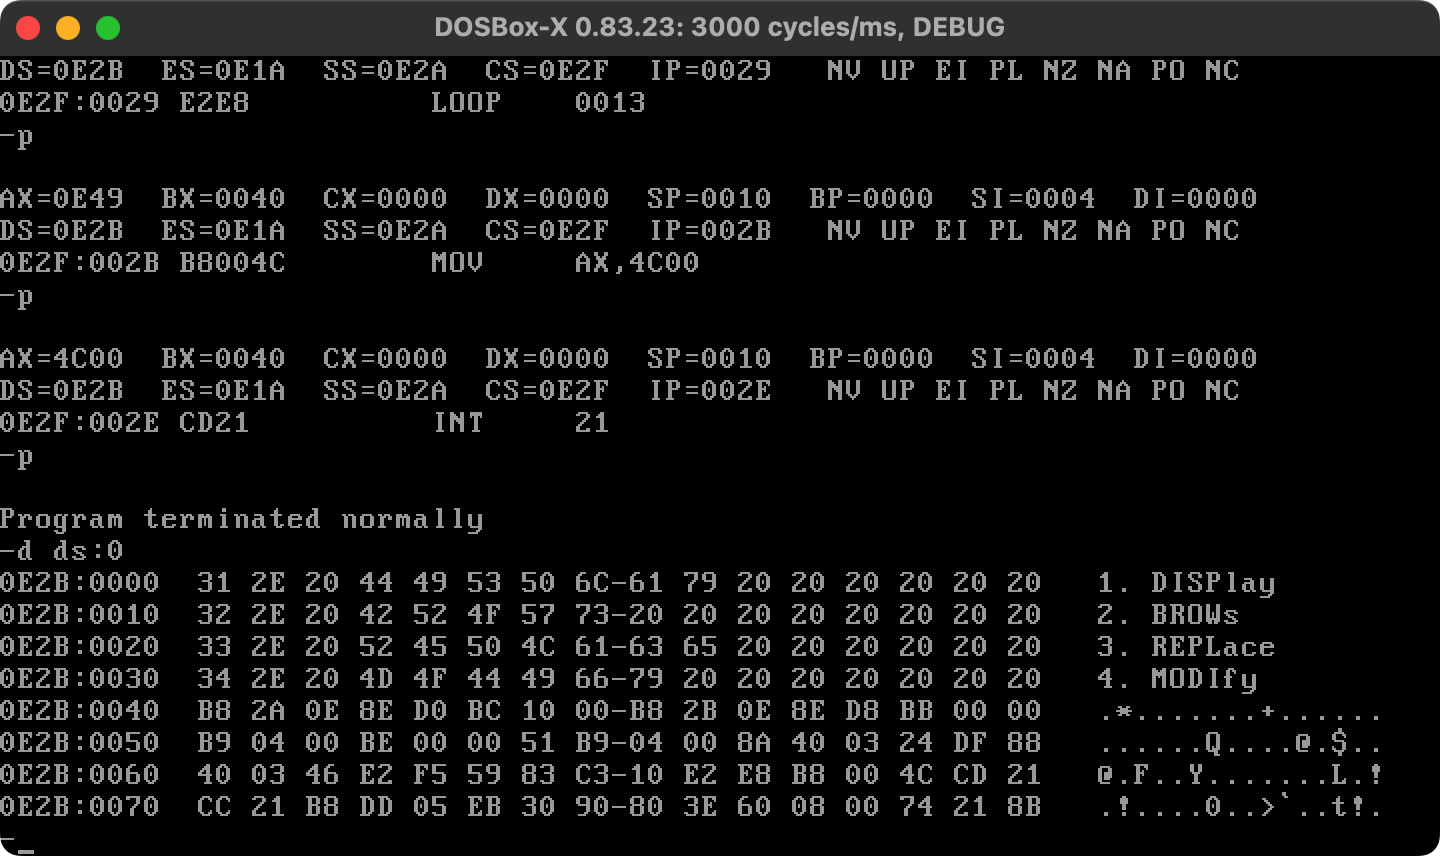 DOSBox-X 0.83.23: 3000 cycles/ms, DEBUG
DS=0E2B  ES=0E1A  SS=0E2A  CS=0E2F  IP=0029   NV UP EI PL NZ NA PO NC
0E2F:0029 E2E8          LOOP    0013
-p
AX=0E49  BX=0040  CX=0000  DX=0000  SP=0010  BP=0000  SI=0004  DI=0000
DS=0E2B  ES=0E1A  SS=0E2A  CS=0E2F  IP=002B   NV UP EI PL NZ NA PO NC
0E2F:002B B8004C        MOV     AX,4C00
-p
AX=4C00  BX=0040  CX=0000  DX=0000  SP=0010  BP=0000  SI=0004  DI=0000
DS=0E2B  ES=0E1A  SS=0E2A  CS=0E2F  IP=002E   NV UP EI PL NZ NA PO NC
0E2F:002E CD21          INT     21
-p
Program terminated normally
-d ds:0
0E2B:0000  31 2E 20 44 49 53 50 6C-61 79 20 20 20 20 20 20   1. DISPlay
0E2B:0010  32 2E 20 42 52 4F 57 73-20 20 20 20 20 20 20 20   2. BROWs
0E2B:0020  33 2E 20 52 45 50 4C 61-63 65 20 20 20 20 20 20   3. REPLace
0E2B:0030  34 2E 20 4D 4F 44 49 66-79 20 20 20 20 20 20 20   4. MODIfy
0E2B:0040  B8 2A 0E 8E D0 BC 10 00-B8 2B 0E 8E D8 BB 00 00   .*.......+......
0E2B:0050  B9 04 00 BE 00 00 51 B9-04 00 8A 40 03 24 DF 88   ......Q....@.$..
0E2B:0060  40 03 46 E2 F5 59 83 C3-10 E2 E8 B8 00 4C CD 21   @.F..Y.......L.!
0E2B:0070  CC 21 B8 DD 05 EB 30 90-80 3E 60 08 00 74 21 8B   .!....0..>`..t!.
-_